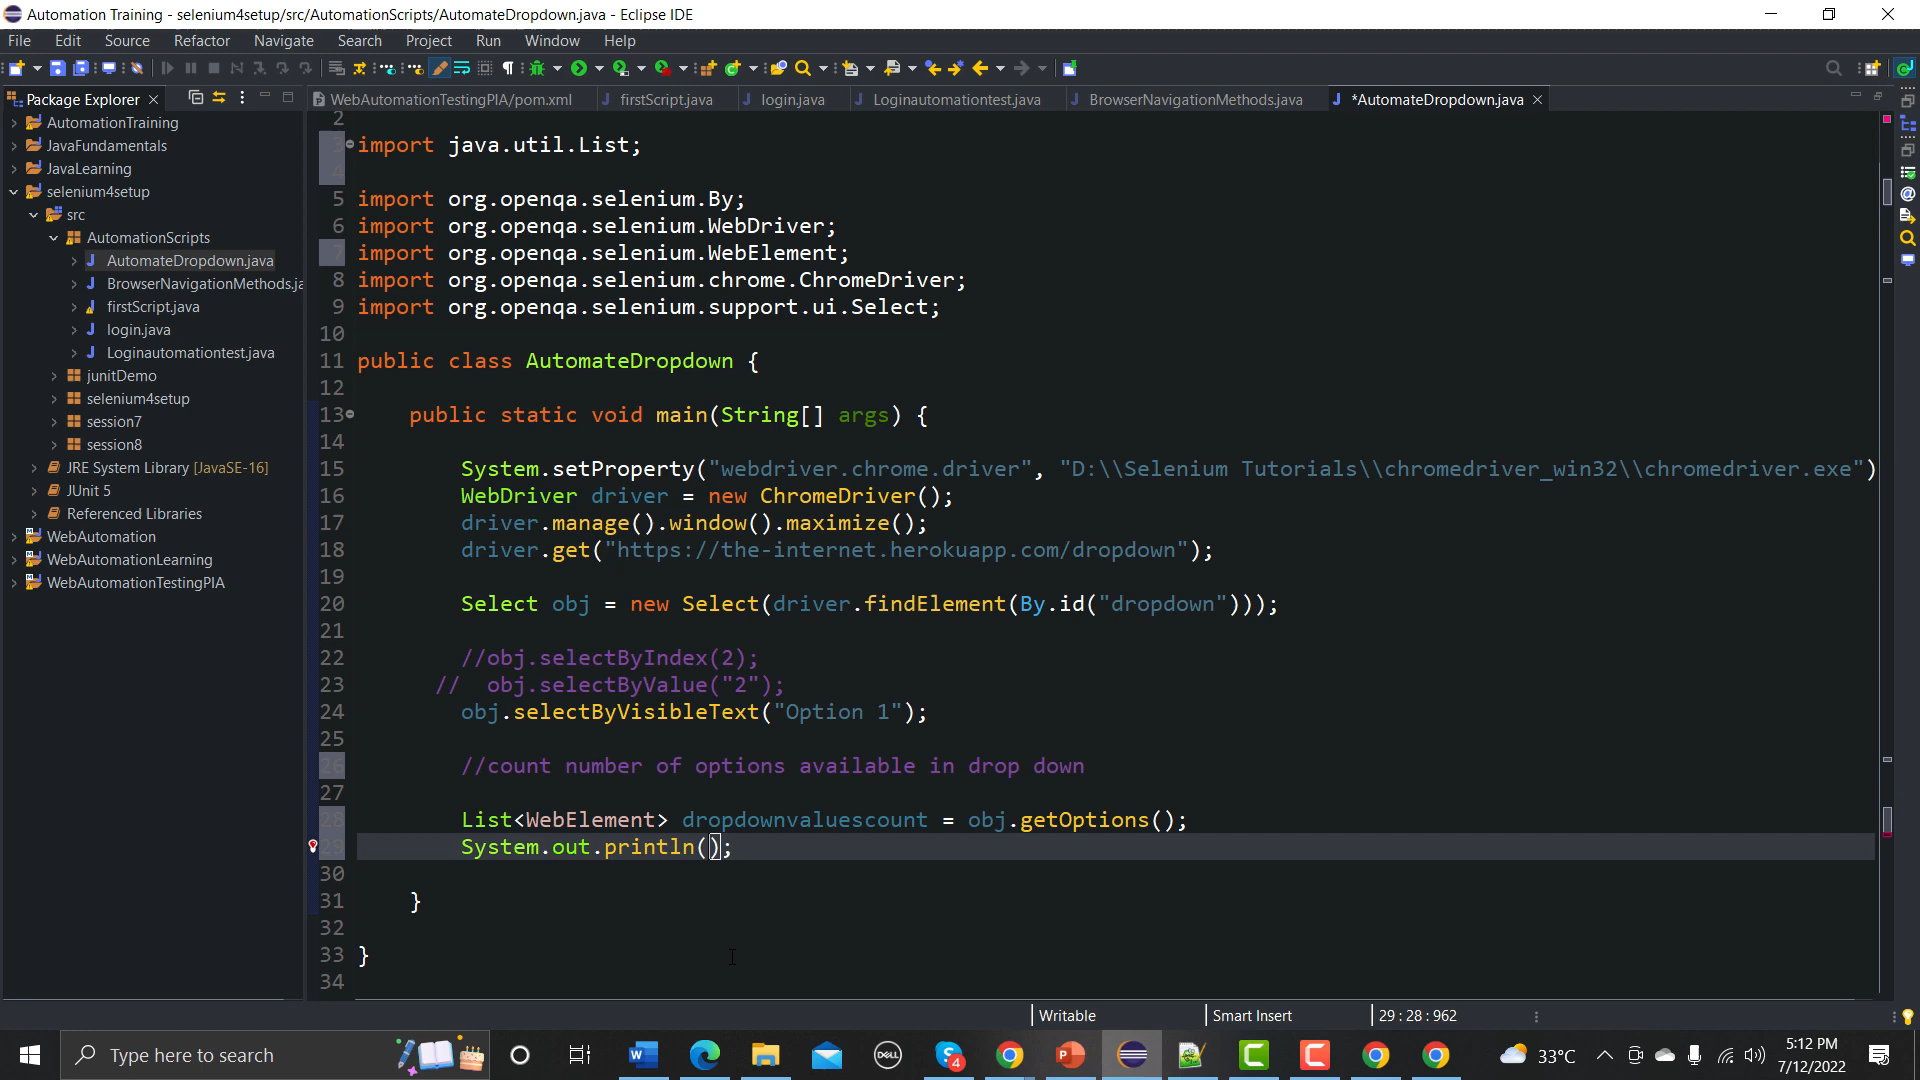 Automation Training - selenium4setup/src/AutomationScripts/AutomateDropdown.java - Eclipse IDE
File Edit Source Refactor Navigate Search Project Run Window Help
Package Explorer
WebAutomationTestingPIA/pom.xml firstScript.java login.java Loginautomationtest.java BrowserNavigationMethods.java *AutomateDropdown.java
AutomationTraining
JavaFundamentals
JavaLearning
selenium4setup
src
AutomationScripts
AutomateDropdown.java
BrowserNavigationMethods.ja
firstScript.java
login.java
Loginautomationtest.java
junitDemo
selenium4setup
session7
session8
JRE System Library [JavaSE-16]
JUnit 5
Referenced Libraries
WebAutomation
WebAutomationLearning
WebAutomationTestingPIA
2
3 import java.util.List;
4
5 import org.openqa.selenium.By;
6 import org.openqa.selenium.WebDriver;
7 import org.openqa.selenium.WebElement;
8 import org.openqa.selenium.chrome.ChromeDriver;
9 import org.openqa.selenium.support.ui.Select;
10
11 public class AutomateDropdown {
12
13 public static void main(String[] args) {
14
15 System.setProperty("webdriver.chrome.driver", "D:\\Selenium Tutorials\\chromedriver_win32\\chromedriver.exe")
16 WebDriver driver = new ChromeDriver();
17 driver.manage().window().maximize();
18 driver.get("https://the-internet.herokuapp.com/dropdown");
19
20 Select obj = new Select(driver.findElement(By.id("dropdown")));
21
22 //obj.selectByIndex(2);
23 // obj.selectByValue("2");
24 obj.selectByVisibleText("Option 1");
25
26 //count number of options available in drop down
27
28 List<WebElement> dropdownvaluescount = obj.getOptions();
29 System.out.println();
30
31 }
32
33 }
34
Writable Smart Insert 29 : 28 : 962
Type here to search
DELL
4
33°C
5:12 PM
7/12/2022